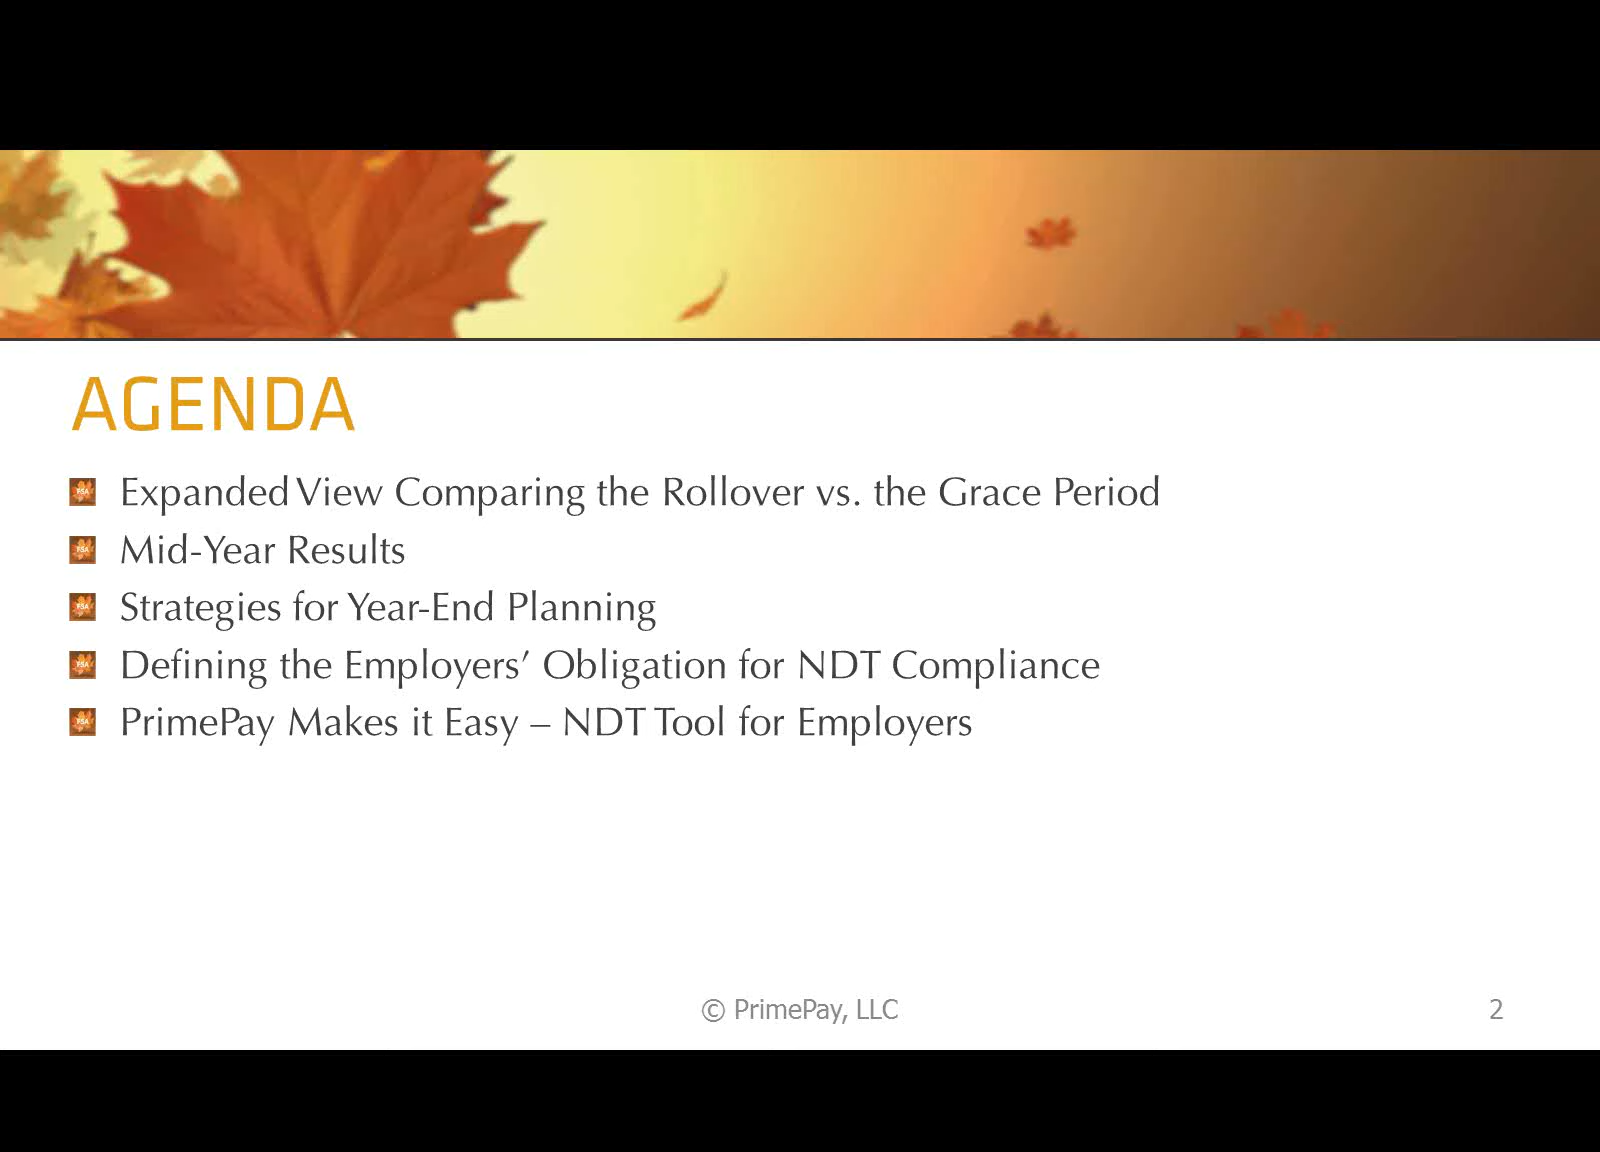 AGENDA
Expanded View Comparing the Rollover vs. the Grace Period
Mid-Year Results
Strategies for Year-End Planning
Defining the Employers’ Obligation for NDT Compliance
PrimePay Makes it Easy – NDT Tool for Employers
© PrimePay, LLC
2